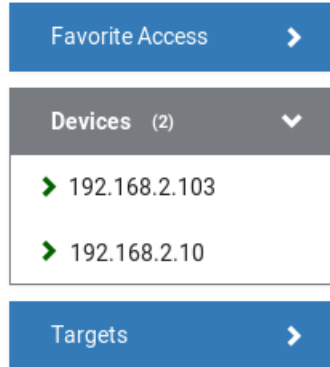 Favorite Access
Devices (2)
192.168.2.103
192.168.2.10
Targets